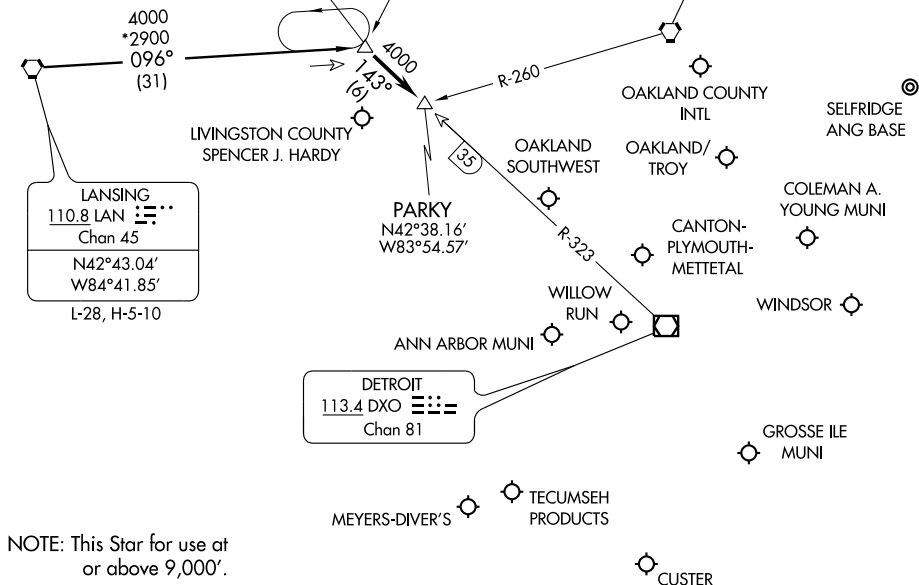 4000
*2900
096°
(31)
4000
143°
(6)
R-260
OAKLAND COUNTY
INTL
SELFRIDGE
ANG BASE
LIVINGSTON COUNTY
SPENCER J. HARDY
35
OAKLAND
SOUTHWEST
OAKLAND/
TROY
LANSING
110.8 LAN
Chan 45
N42°43.04′
W84°41.85′
L-28, H-5-10
PARKY
N42°38.16′
W83°54.57′
R-323
CANTON-
PLYMOUTH-
METTETAL
COLEMAN A.
YOUNG MUNI
WILLOW
RUN
WINDSOR
ANN ARBOR MUNI
DETROIT
113.4 DXO
Chan 81
GROSSE ILE
MUNI
MEYERS-DIVER'S
TECUMSEH
PRODUCTS
NOTE: This Star for use at
or above 9,000′.
CUSTER